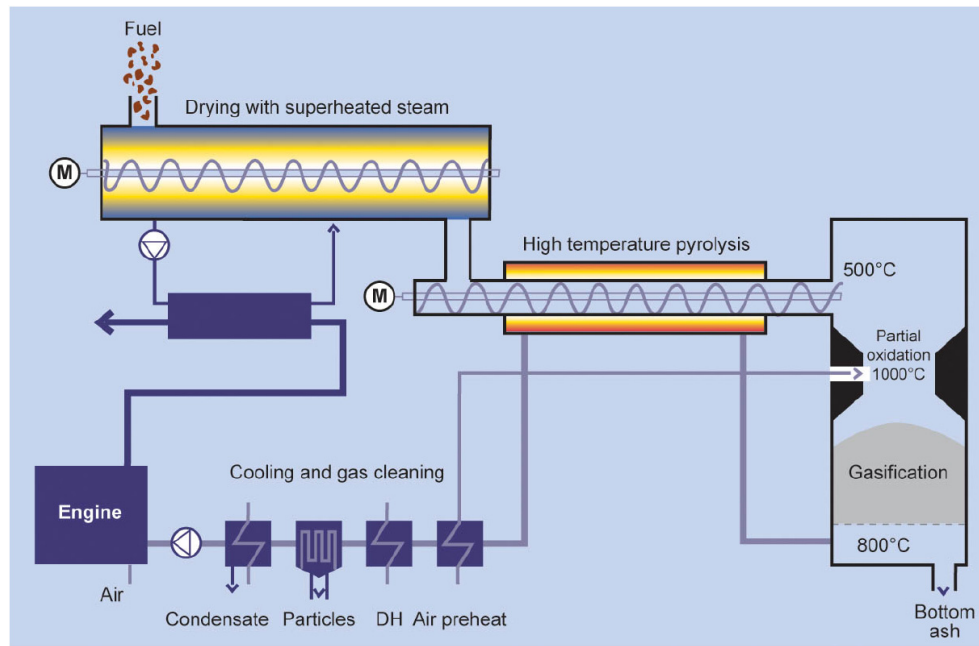 Fuel
Drying with superheated steam
M
High temperature pyrolysis
M
500°C
Partial
oxidation
1000°C
Cooling and gas cleaning
Gasification
Engine
800°C
Air
Condensate
Particles
DH
Air preheat
Bottom
ash